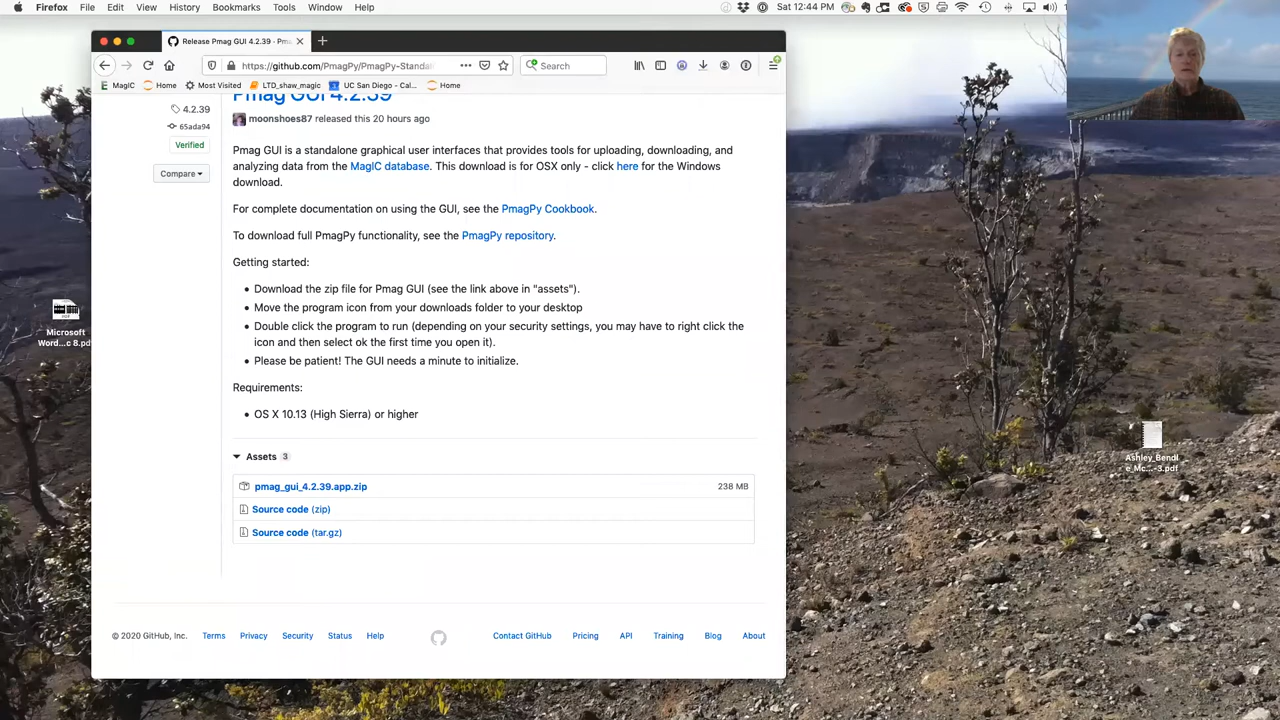 Firefox File Edit View History Bookmarks Tools Window Help Sat 12:44 PM
Release Pmag GUI 4.2.39 · Pma
https://github.com/PmagPy/PmagPy-Standal Search
MagIC Home Most Visited LTD_shaw_magic UC San Diego - Cal... Home
Pmag GUI 4.2.39
4.2.39
moonshoes87 released this 20 hours ago
65ada94
Verified
Compare
Pmag GUI is a standalone graphical user interfaces that provides tools for uploading, downloading, and
analyzing data from the MagIC database. This download is for OSX only - click here for the Windows
download.
For complete documentation on using the GUI, see the PmagPy Cookbook.
To download full PmagPy functionality, see the PmagPy repository.
Getting started:
Download the zip file for Pmag GUI (see the link above in "assets").
Move the program icon from your downloads folder to your desktop
Double click the program to run (depending on your security settings, you may have to right click the
icon and then select ok the first time you open it).
Please be patient! The GUI needs a minute to initialize.
Requirements:
OS X 10.13 (High Sierra) or higher
Assets 3
pmag_gui_4.2.39.app.zip 238 MB
Source code (zip)
Source code (tar.gz)
© 2020 GitHub, Inc. Terms Privacy Security Status Help Contact GitHub Pricing API Training Blog About
Microsoft
Word...c 8.pdf
Ashley_Bendl
e_Mc...-3.pdf